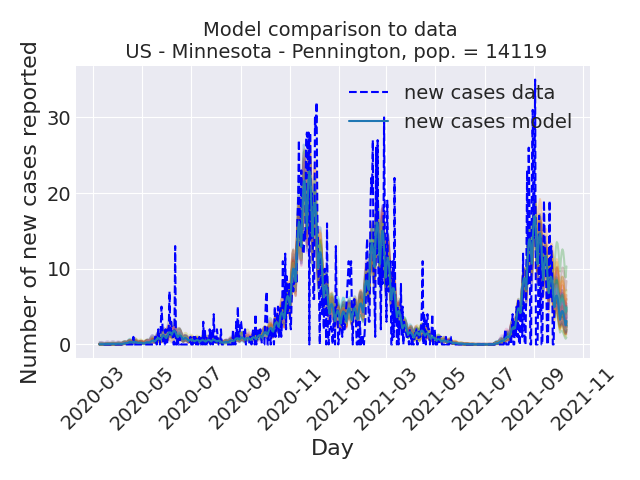 Model comparison to data
US - Minnesota - Pennington, pop. = 14119
Number of new cases reported
30
20
10
0
new cases data
new cases model
2020-03
2020-05
2020-07
2020-09
2020-11
2021-01
2021-03
2021-05
2021-07
2021-09
2021-11
Day